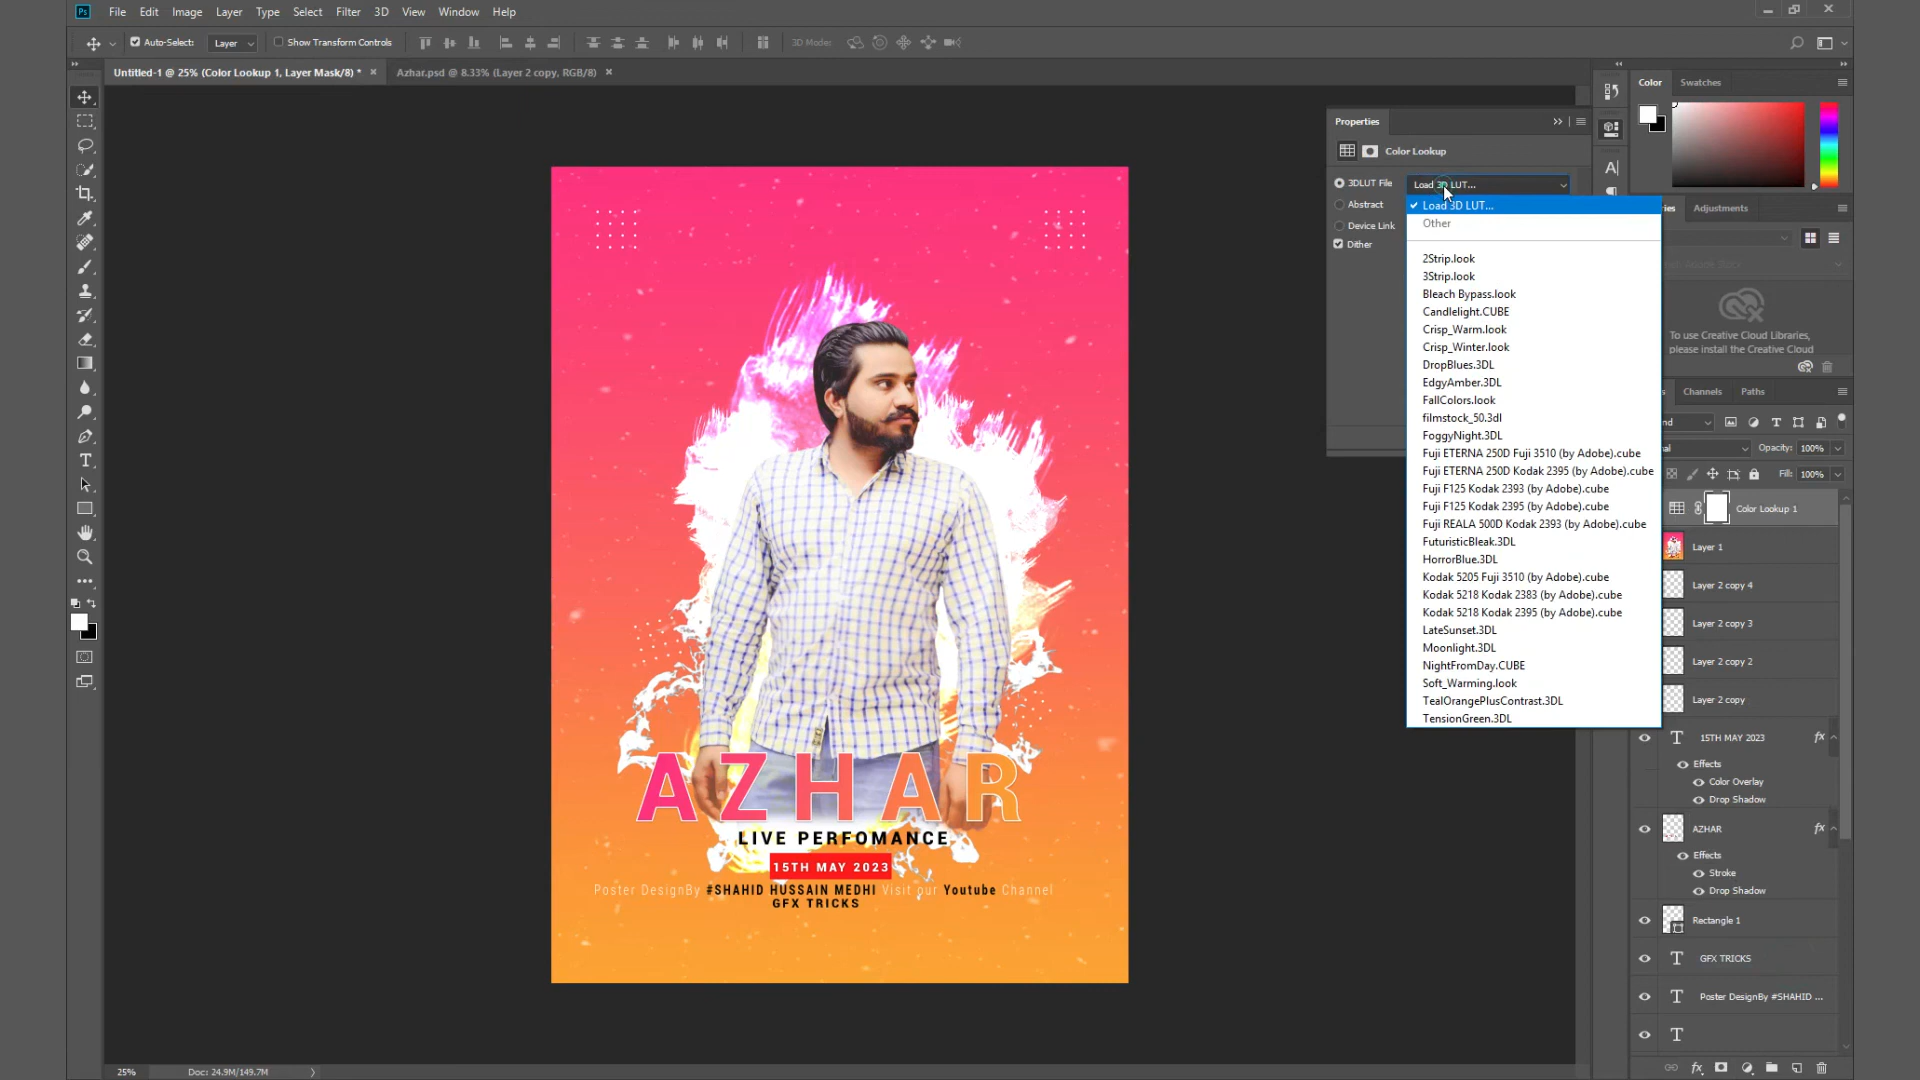 Ps File Edit Image Layer Type Select Filter 3D View Window Help
Auto-Select: Layer Show Transform Controls 3D Mode:
Untitled-1 @ 25% (Color Lookup 1, Layer Mask/8) * × Azhar.psd @ 8.33% (Layer 2 copy, RGB/8) ×
Color Swatches
Properties
Color Lookup
3DLUT File Load 3D LUT...
Abstract
Device Link
Dither
Load 3D LUT...
Other
2Strip.look
3Strip.look
Bleach Bypass.look
Candlelight.CUBE
Crisp_Warm.look
Crisp_Winter.look
DropBlues.3DL
EdgyAmber.3DL
FallColors.look
filmstock_50.3dl
FoggyNight.3DL
Fuji ETERNA 250D Fuji 3510 (by Adobe).cube
Fuji ETERNA 250D Kodak 2395 (by Adobe).cube
Fuji F125 Kodak 2393 (by Adobe).cube
Fuji F125 Kodak 2395 (by Adobe).cube
Fuji REALA 500D Kodak 2393 (by Adobe).cube
FuturisticBleak.3DL
HorrorBlue.3DL
Kodak 5205 Fuji 3510 (by Adobe).cube
Kodak 5218 Kodak 2383 (by Adobe).cube
Kodak 5218 Kodak 2395 (by Adobe).cube
LateSunset.3DL
Moonlight.3DL
NightFromDay.CUBE
Soft_Warming.look
TealOrangePlusContrast.3DL
TensionGreen.3DL
ries Adjustments
To use Creative Cloud Libraries,
please install the Creative Cloud
Channels Paths
nd
al Opacity: 100%
Fill: 100%
Color Lookup 1
Layer 1
Layer 2 copy 4
Layer 2 copy 3
Layer 2 copy 2
Layer 2 copy
15TH MAY 2023 fx
Effects
Color Overlay
Drop Shadow
AZHAR fx
Effects
Stroke
Drop Shadow
Rectangle 1
GFX TRICKS
Poster DesignBy #SHAHID ...
AZHAR
LIVE PERFOMANCE
15TH MAY 2023
Poster DesignBy #SHAHID HUSSAIN MEDHI Visit our Youtube Channel
GFX TRICKS
25% Doc: 24.9M/149.7M